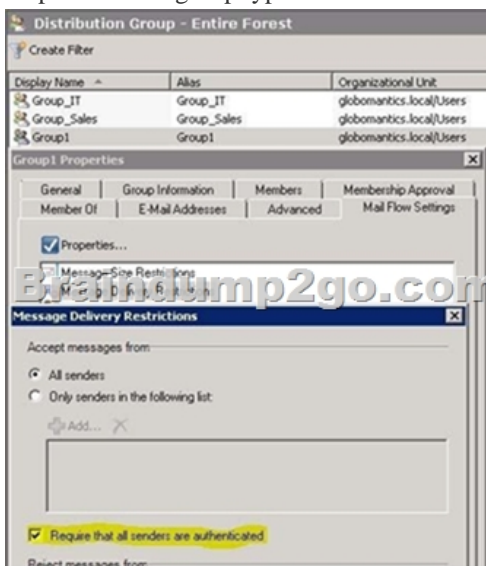 Distribution Group - Entire Forest
Create Filter
Display Name Alias Organizational Unit
Group_IT Group_IT globomantics.local/Users
Group_Sales Group_Sales globomantics.local/Users
Group1 Group1 globomantics.local/Users
Group1 Properties
General Group Information Members Membership Approval
Member Of E-Mail Addresses Advanced Mail Flow Settings
Properties...
Message Size Restrictions
Braindump2go.com
Message Delivery Restrictions
Accept messages from
All senders
Only senders in the following list:
Add...
Require that all senders are authenticated
Reject messages from